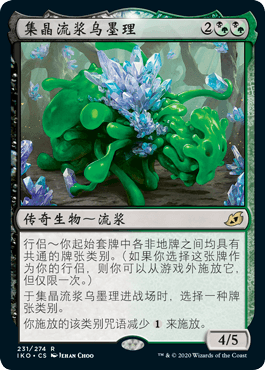 集晶流浆乌墨理 2
传奇生物～流浆
行侣～你起始套牌中各非地牌之间均具有
共通的牌张类别。（如果你选择这张牌作
为你的行侣，则你可以从游戏外施放它，
但仅限一次。）
于集晶流浆乌墨理进战场时，选择一种牌
张类别。
你施放的该类别咒语减少 1 来施放。
4/5
231/274 R
IKO • CS Jehan Choo
™ & © 2020 Wizards of the Coast